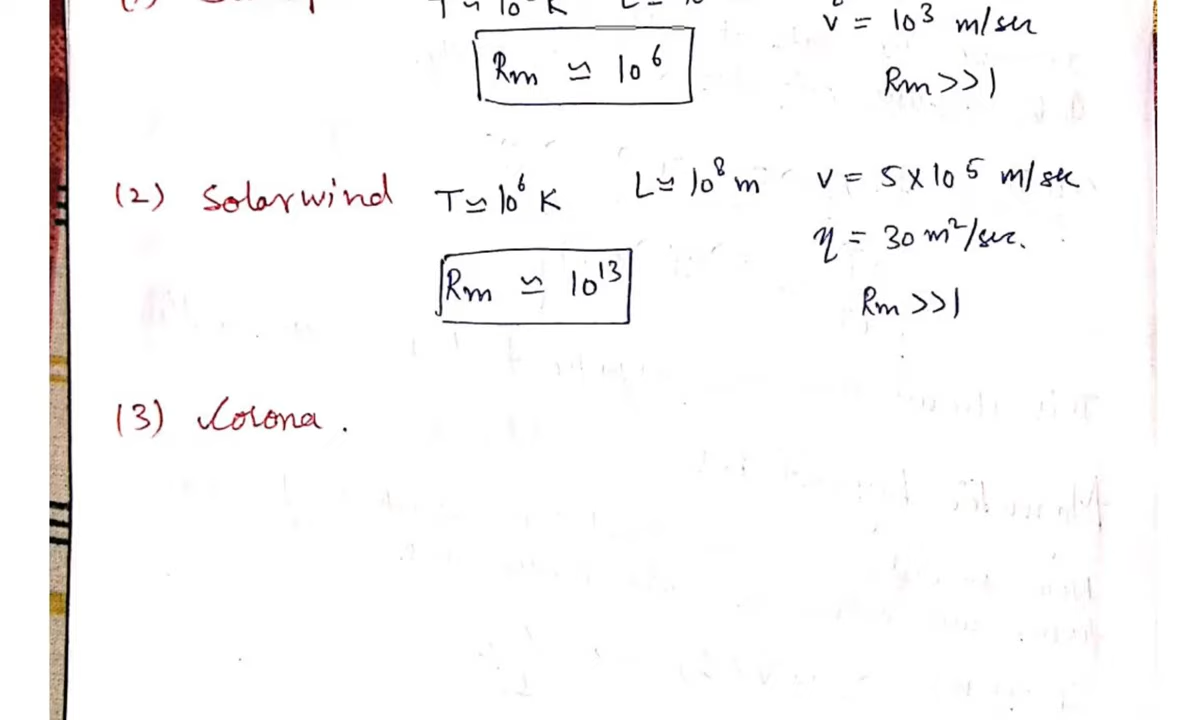 v = 10³ m/sec
Rm ≃ 10⁶
Rm >> 1
(2) Solarwind T ≃ 10⁶ K L ≃ 10⁸ m v = 5 × 10⁵ m/sec
η = 30 m²/sec.
Rm ≃ 10¹³
Rm >> 1
(3) Corona.